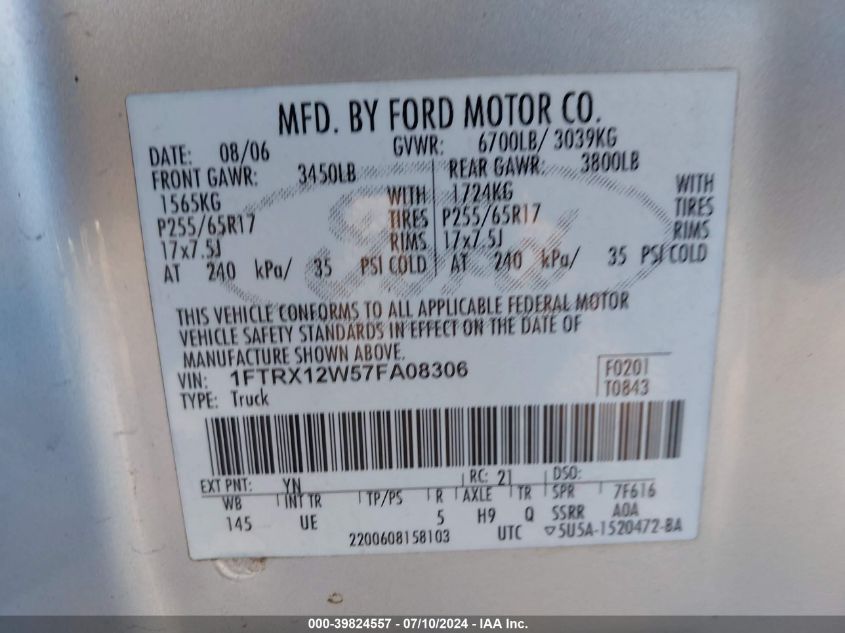 MFD. BY FORD MOTOR CO.
DATE: 08/06 GVWR: 6700LB/ 3039KG
FRONT GAWR: 3450LB REAR GAWR: 3800LB
1565KG WITH 1724KG WITH
P255/65R17 TIRES P255/65R17 TIRES
17x7.5J RIMS 17x7.5J RIMS
AT 240 kPa/ 35 PSI COLD AT 240 kPa/ 35 PSI COLD
THIS VEHICLE CONFORMS TO ALL APPLICABLE FEDERAL MOTOR
VEHICLE SAFETY STANDARDS IN EFFECT ON THE DATE OF
MANUFACTURE SHOWN ABOVE.
VIN: 1FTRX12W57FA08306 F0201
TYPE: Truck T0843
EXT PNT: YN RC: 21 DSO:
WB INT TR TP/PS R AXLE TR SPR 7F616
145 UE 5 H9 Q SSRR A0A
2200608158103 UTC ▽5U5A-1520472-BA
000-39824557 / 07/10/2024 - IAA Inc.